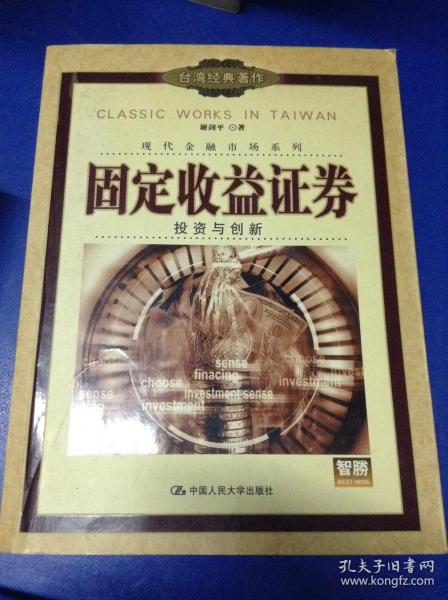 台湾经典著作
CLASSIC WORKS IN TAIWAN
谢剑平 ⊙著
现代金融市场系列
固定收益证券
投资与创新
sense
finacing
choose
choose
investment
investment sense
investment
智勝
BEST-WISE
中国人民大学出版社
孔夫子旧书网
www.kongfz.com